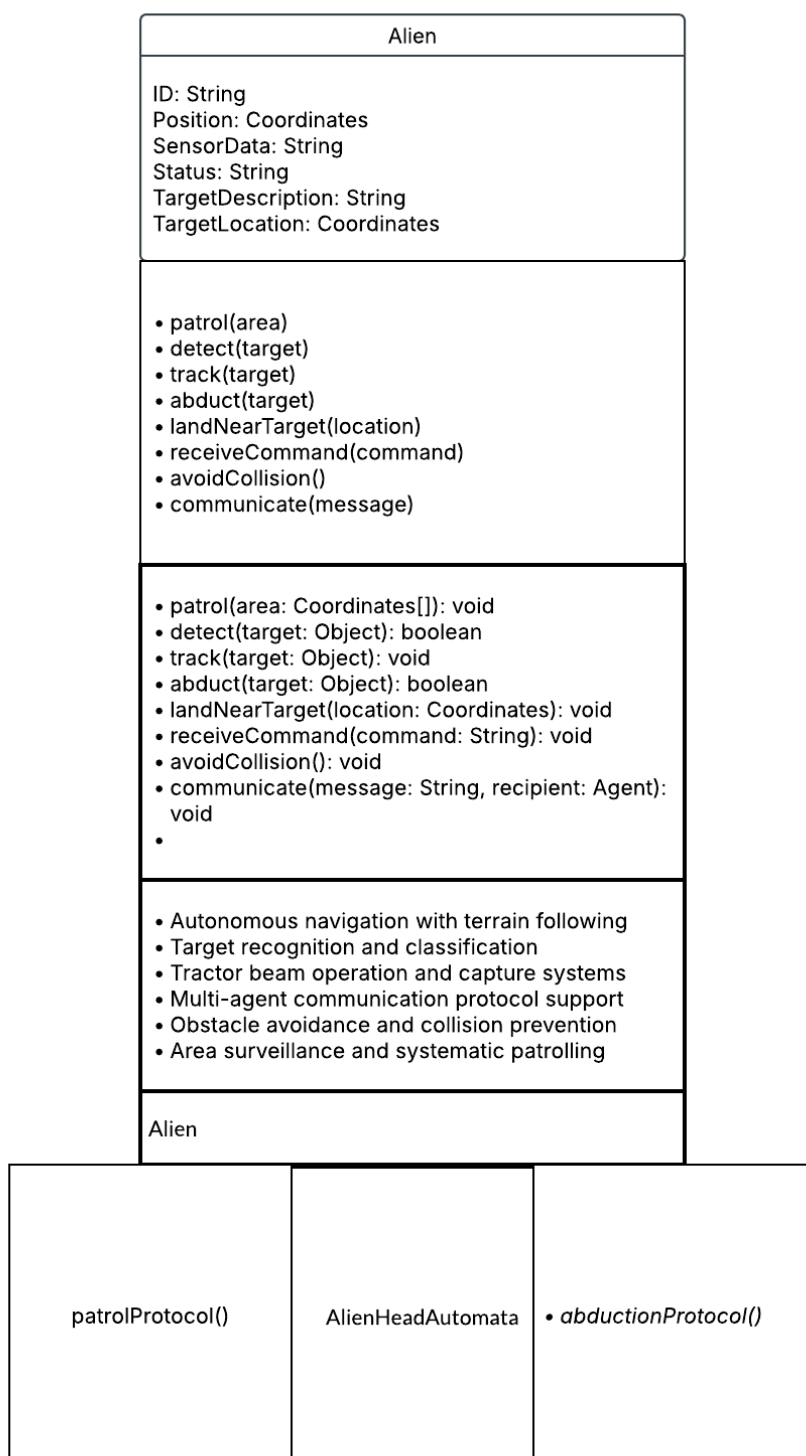 Alien
ID: String
Position: Coordinates
SensorData: String
Status: String
TargetDescription: String
TargetLocation: Coordinates
• patrol(area)
• detect(target)
• track(target)
• abduct(target)
• landNearTarget(location)
• receiveCommand(command)
• avoidCollision()
• communicate(message)
• patrol(area: Coordinates[]): void
• detect(target: Object): boolean
• track(target: Object): void
• abduct(target: Object): boolean
• landNearTarget(location: Coordinates): void
• receiveCommand(command: String): void
• avoidCollision(): void
• communicate(message: String, recipient: Agent):
void
•
• Autonomous navigation with terrain following
• Target recognition and classification
• Tractor beam operation and capture systems
• Multi-agent communication protocol support
• Obstacle avoidance and collision prevention
• Area surveillance and systematic patrolling
Alien
patrolProtocol()
AlienHeadAutomata
• abductionProtocol()